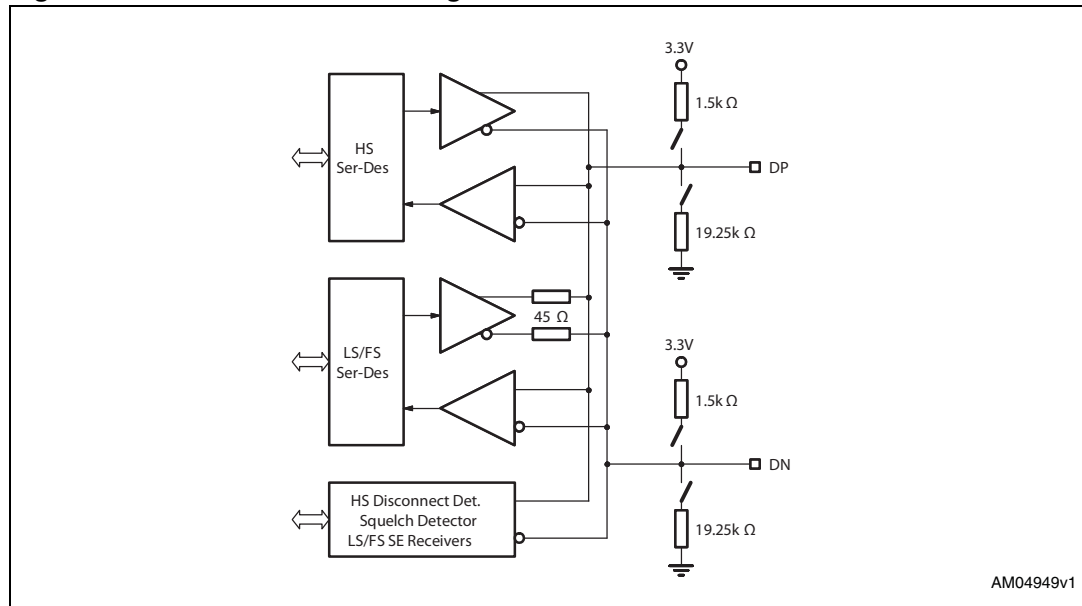 3.3V
1.5k Ω
HS
Ser-Des
DP
19.25k Ω
45 Ω
LS/FS
Ser-Des
3.3V
1.5k Ω
DN
HS Disconnect Det.
Squelch Detector
LS/FS SE Receivers
19.25k Ω
AM04949v1